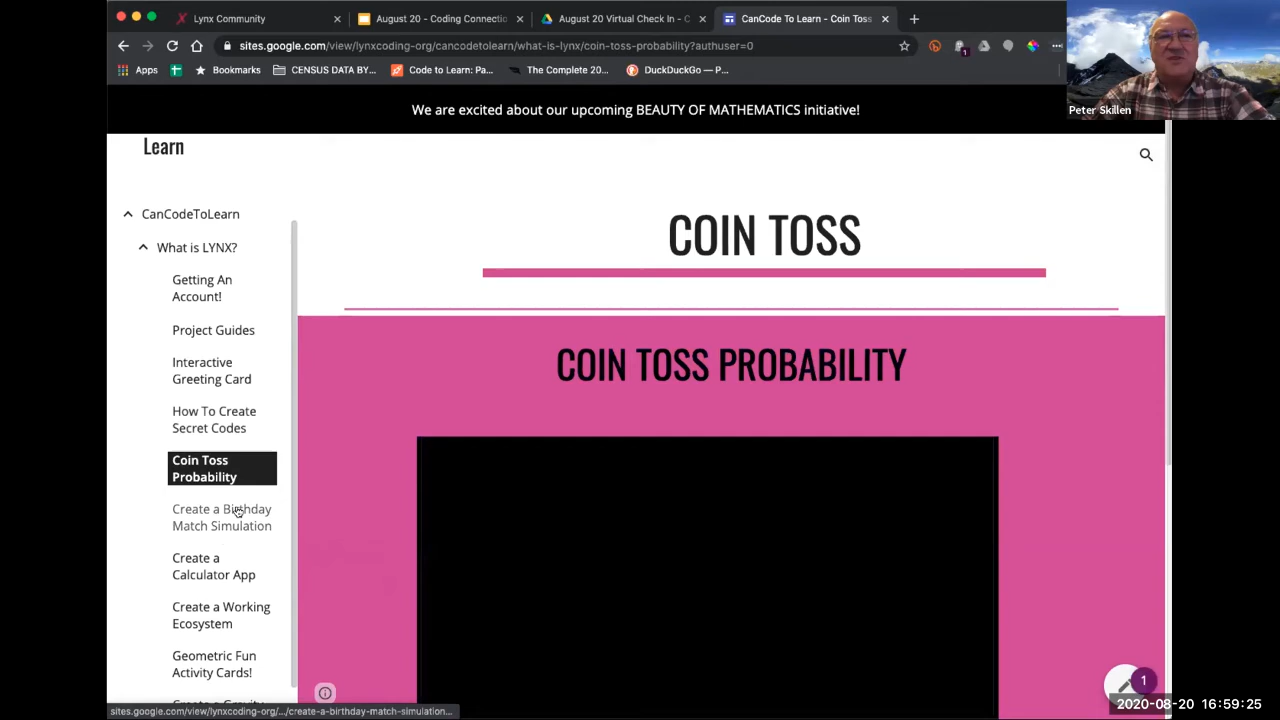 Lynx Community
August 20 - Coding Connectio
August 20 Virtual Check In - C
CanCode To Learn - Coin Toss
sites.google.com/view/lynxcoding-org/cancodetolearn/what-is-lynx/coin-toss-probability?authuser=0
1
Apps
Bookmarks
CENSUS DATA BY...
Code to Learn: Pa...
The Complete 20...
DuckDuckGo — P...
Peter Skillen
We are excited about our upcoming BEAUTY OF MATHEMATICS initiative!
Learn
CanCodeToLearn
What is LYNX?
Getting An
Account!
Project Guides
Interactive
Greeting Card
How To Create
Secret Codes
Coin Toss
Probability
Create a Birthday
Match Simulation
Create a
Calculator App
Create a Working
Ecosystem
Geometric Fun
Activity Cards!
Create a Gravity
COIN TOSS
COIN TOSS PROBABILITY
1
sites.google.com/view/lynxcoding-org/.../create-a-birthday-match-simulation...
2020-08-20 16:59:25